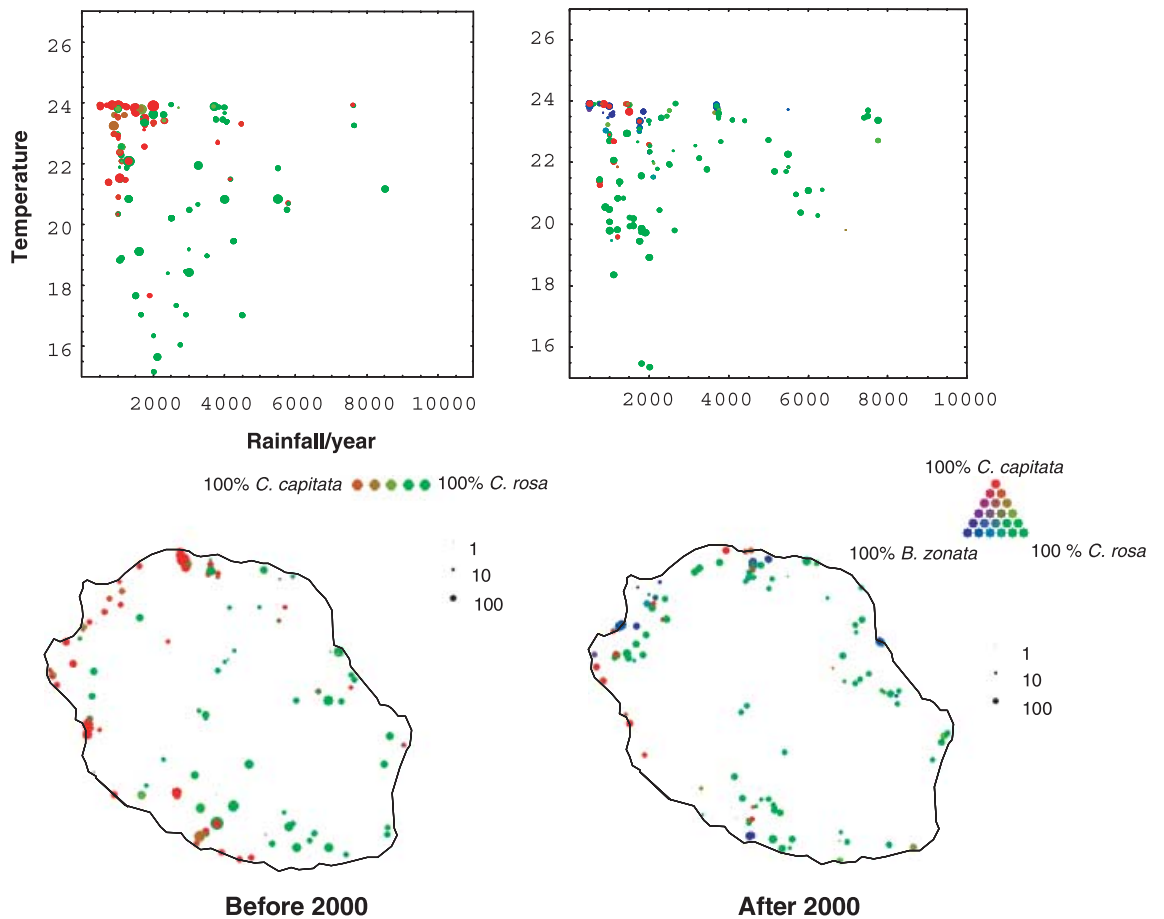 26
24
22
20
18
16
Temperature
2000 4000 6000 8000 10000
Rainfall/year
26
24
22
20
18
16
2000 4000 6000 8000 10000
100% C. capitata
100% C. rosa
1
10
100
Before 2000
100% C. capitata
100% B. zonata
100 % C. rosa
1
10
100
After 2000